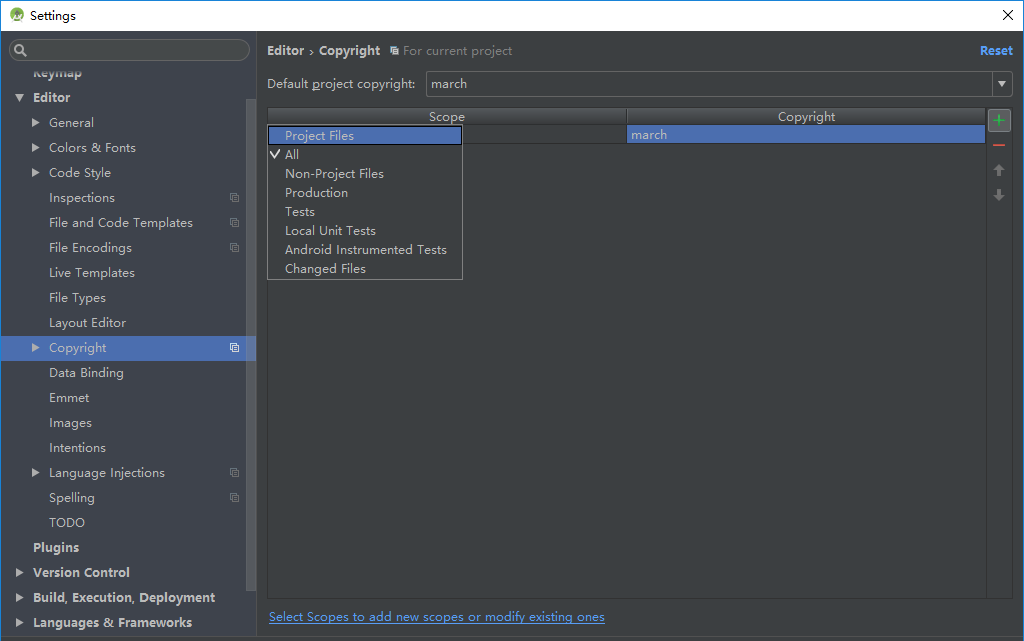 Settings
Keymap
Editor
General
Colors & Fonts
Code Style
Inspections
File and Code Templates
File Encodings
Live Templates
File Types
Layout Editor
Copyright
Data Binding
Emmet
Images
Intentions
Language Injections
Spelling
TODO
Plugins
Version Control
Build, Execution, Deployment
Languages & Frameworks
Editor › Copyright For current project
Reset
Default project copyright: march
Scope Copyright
march
Project Files
All
Non-Project Files
Production
Tests
Local Unit Tests
Android Instrumented Tests
Changed Files
Select Scopes to add new scopes or modify existing ones